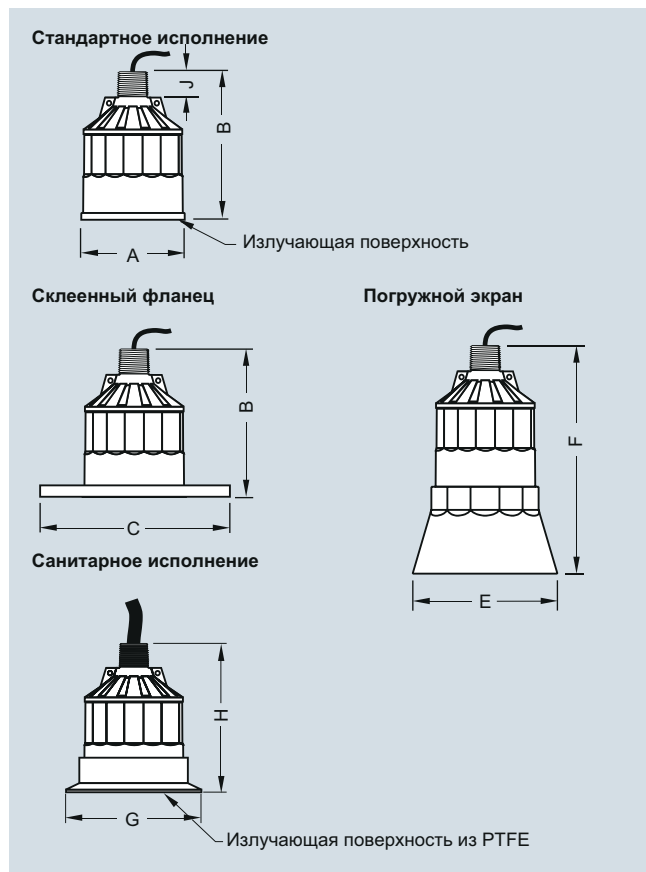 Стандартное исполнение
J
B
A
Излучающая поверхность
Склеенный фланец
Погружной экран
B
F
C
Санитарное исполнение
E
H
G
Излучающая поверхность из PTFE